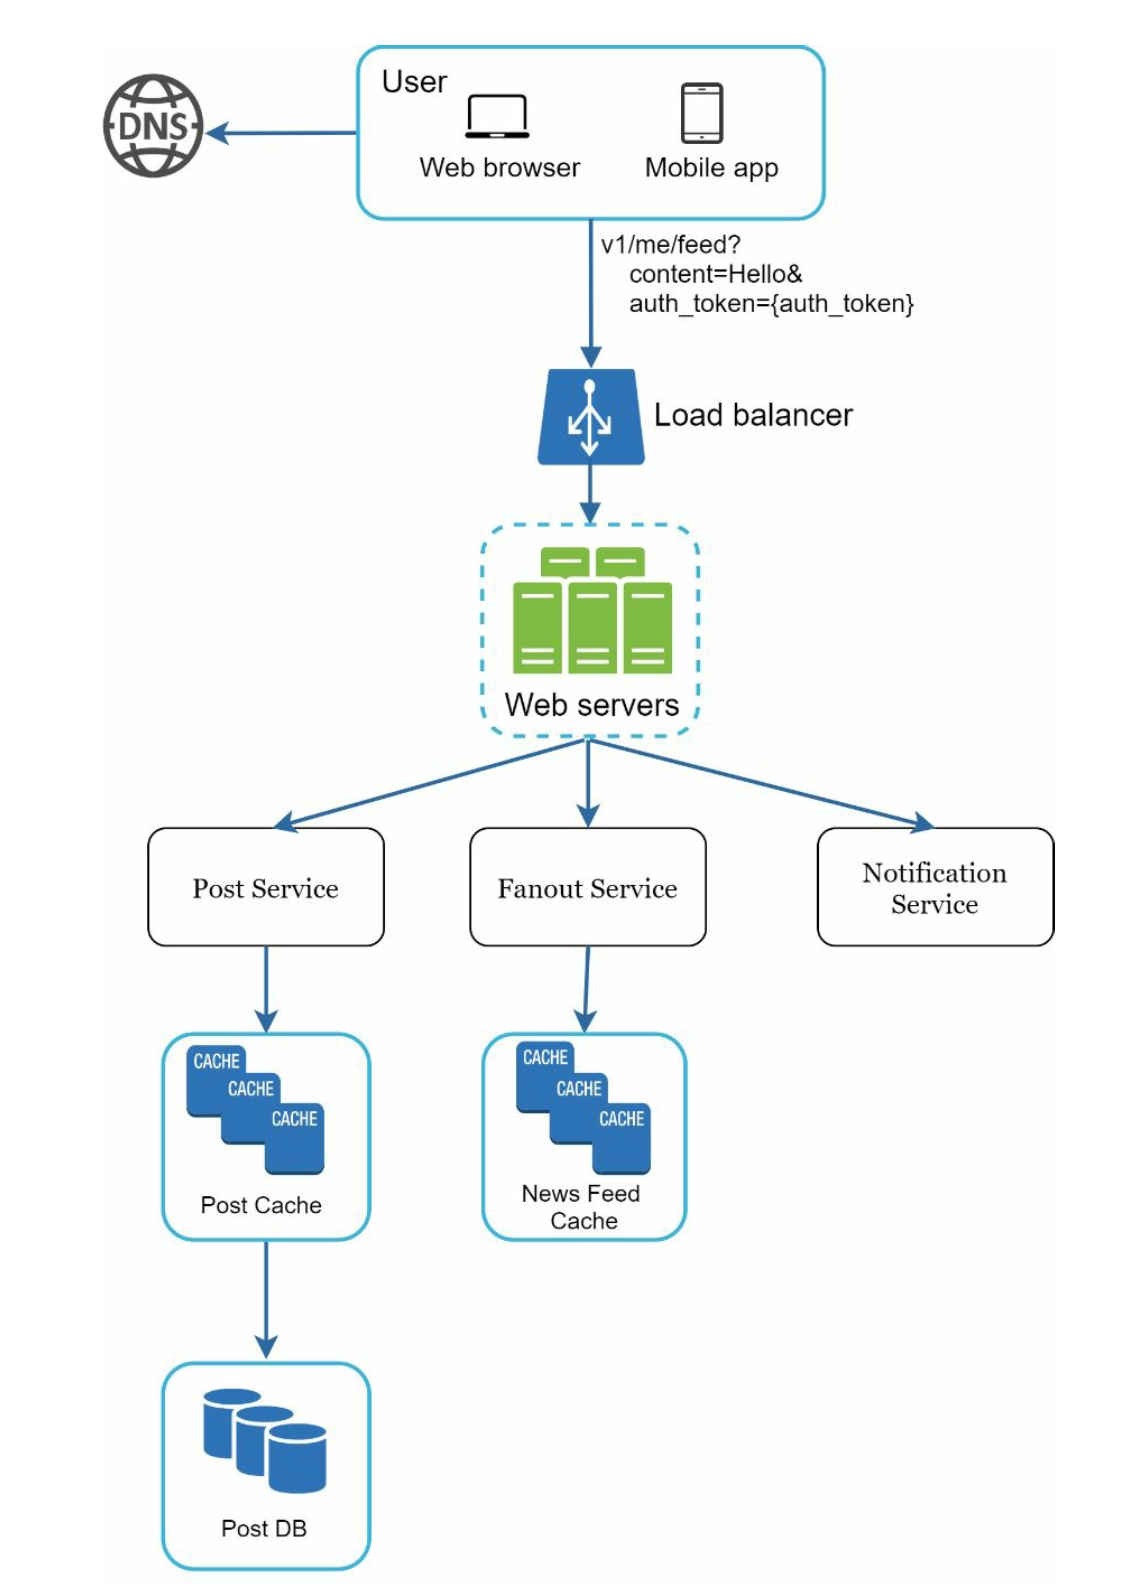 User
DNS
Web browser
Mobile app
v1/me/feed?
content=Hello&
auth_token={auth_token}
Load balancer
Web servers
Post Service
Fanout Service
Notification
Service
CACHE
CACHE
CACHE
Post Cache
CACHE
CACHE
CACHE
News Feed
Cache
Post DB